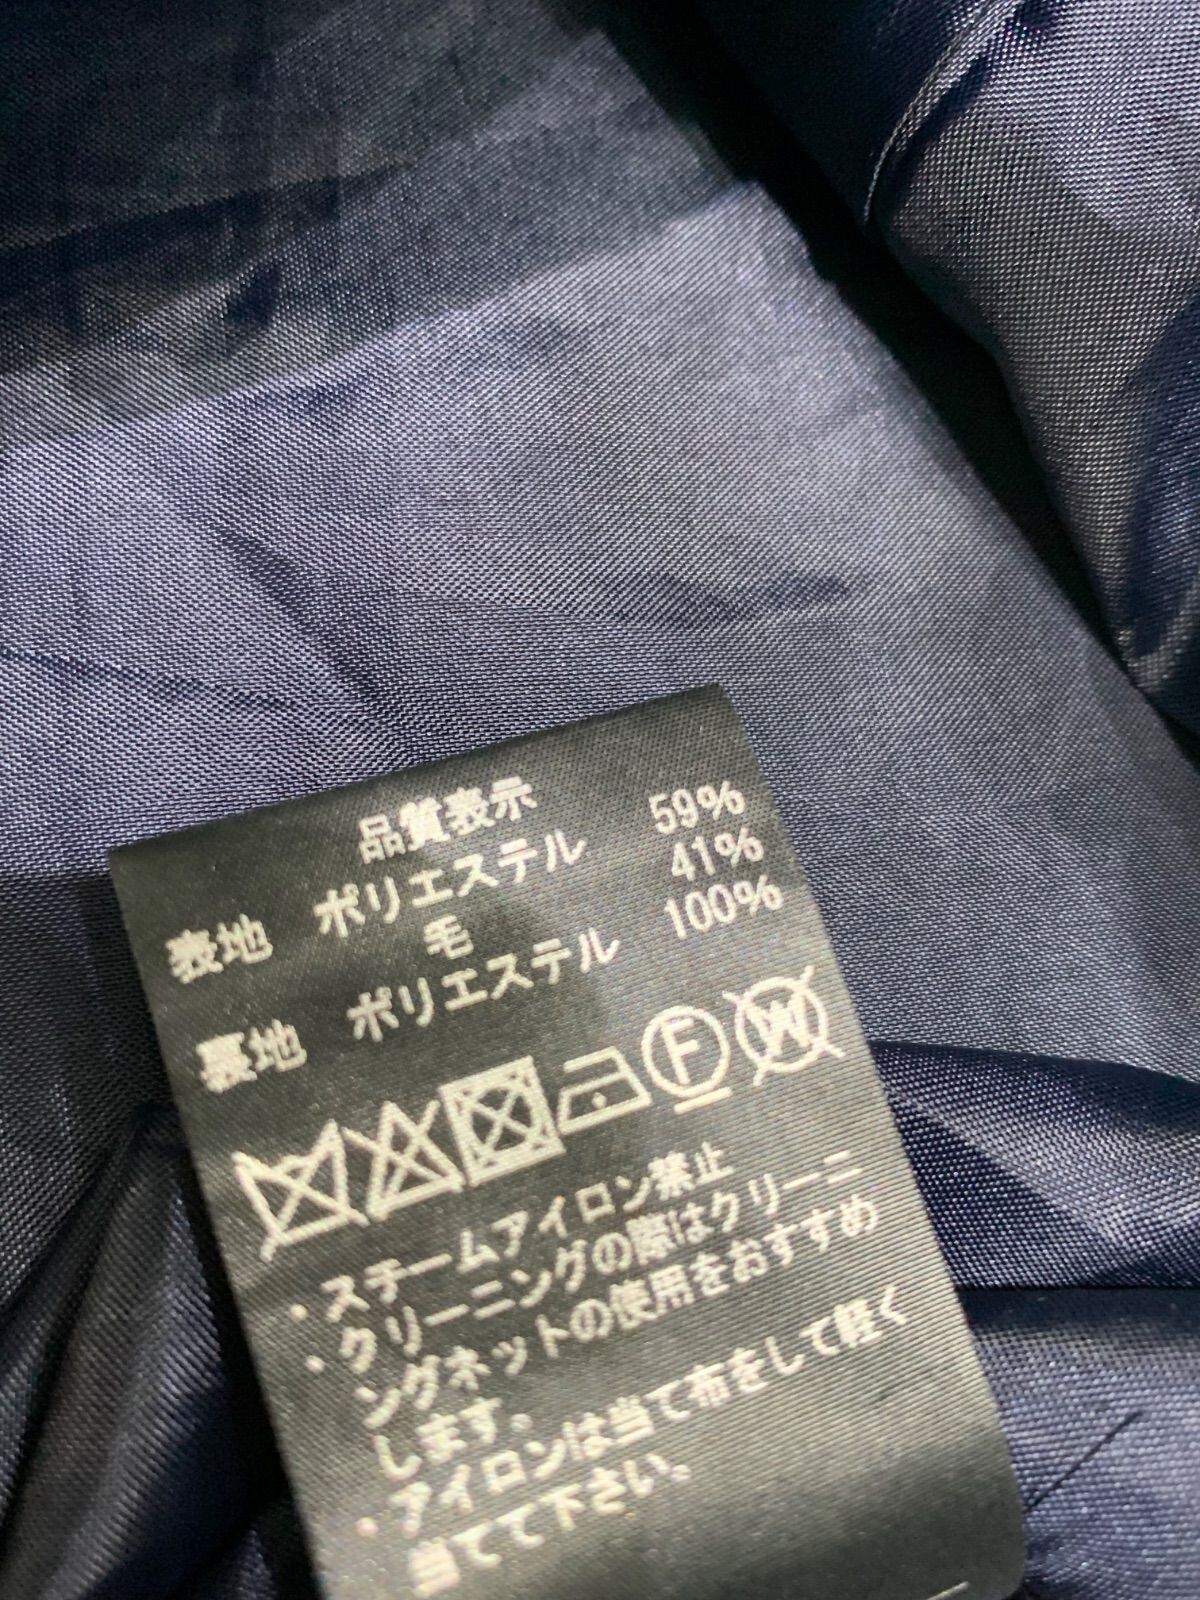 品質表示
表地 ポリエステル 59%
毛 41%
裏地 ポリエステル 100%
F W
・スチームアイロン禁止
・クリーニングの際はクリーニ
ングネットの使用をおすすめ
します。
・アイロンは当て布をして軽く
当てて下さい。